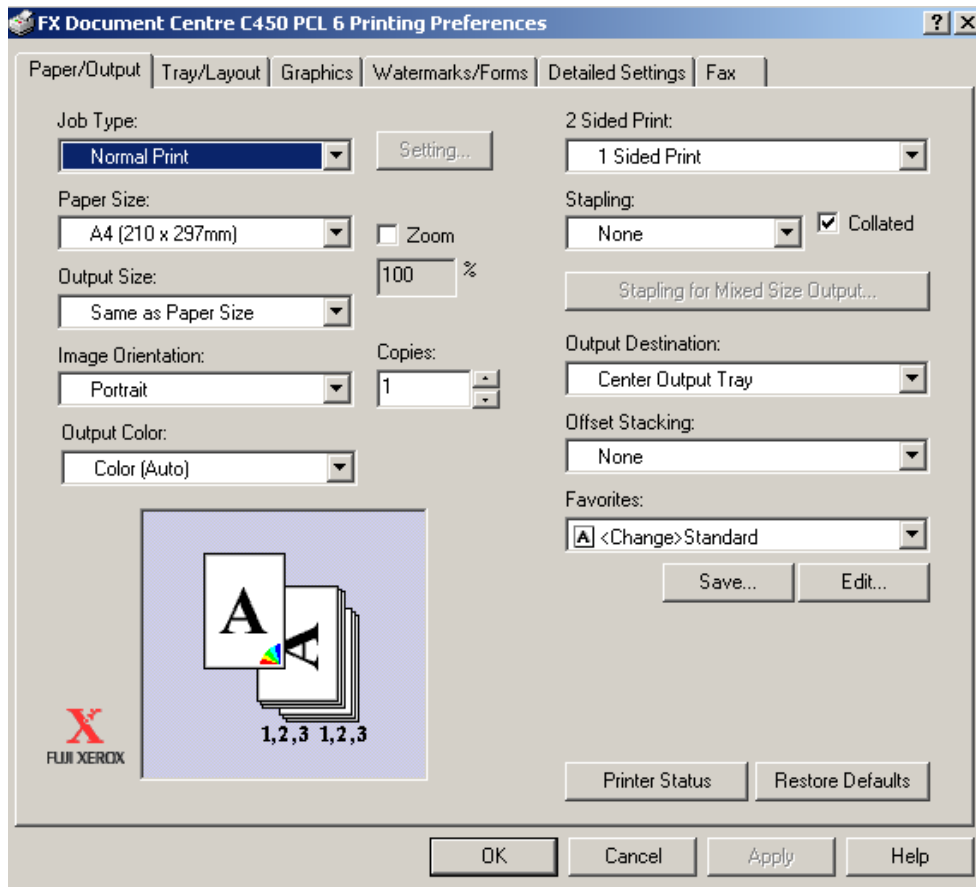 FX Document Centre C450 PCL 6 Printing Preferences
Paper/Output
Tray/Layout
Graphics
Watermarks/Forms
Detailed Settings
Fax
Job Type:
Normal Print
Setting...
Paper Size:
A4 (210 x 297mm)
Zoom
100 %
Output Size:
Same as Paper Size
Image Orientation:
Portrait
Copies:
1
Output Color:
Color (Auto)
2 Sided Print:
1 Sided Print
Stapling:
None
Collated
Stapling for Mixed Size Output...
Output Destination:
Center Output Tray
Offset Stacking:
None
Favorites:
A <Change>Standard
Save...
Edit...
A
A
1,2,3 1,2,3
X
FUJI XEROX
Printer Status
Restore Defaults
OK
Cancel
Apply
Help